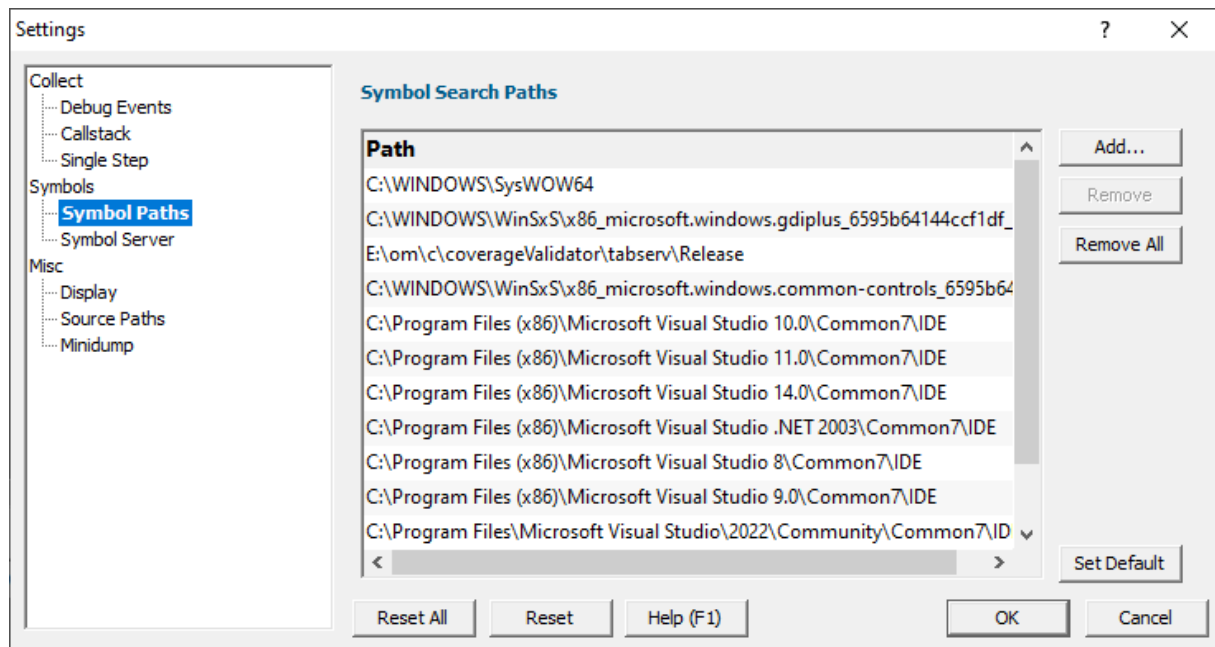 Settings
?
Collect
Debug Events
Callstack
Single Step
Symbols
Symbol Paths
Symbol Server
Misc
Display
Source Paths
Minidump
Symbol Search Paths
Path
C:\WINDOWS\SysWOW64
C:\WINDOWS\WinSxS\x86_microsoft.windows.gdiplus_6595b64144ccf1df_
E:\om\c\coverageValidator\tabserv\Release
C:\WINDOWS\WinSxS\x86_microsoft.windows.common-controls_6595b64
C:\Program Files (x86)\Microsoft Visual Studio 10.0\Common7\IDE
C:\Program Files (x86)\Microsoft Visual Studio 11.0\Common7\IDE
C:\Program Files (x86)\Microsoft Visual Studio 14.0\Common7\IDE
C:\Program Files (x86)\Microsoft Visual Studio .NET 2003\Common7\IDE
C:\Program Files (x86)\Microsoft Visual Studio 8\Common7\IDE
C:\Program Files (x86)\Microsoft Visual Studio 9.0\Common7\IDE
C:\Program Files\Microsoft Visual Studio\2022\Community\Common7\ID
Add...
Remove
Remove All
Set Default
Reset All
Reset
Help (F1)
OK
Cancel